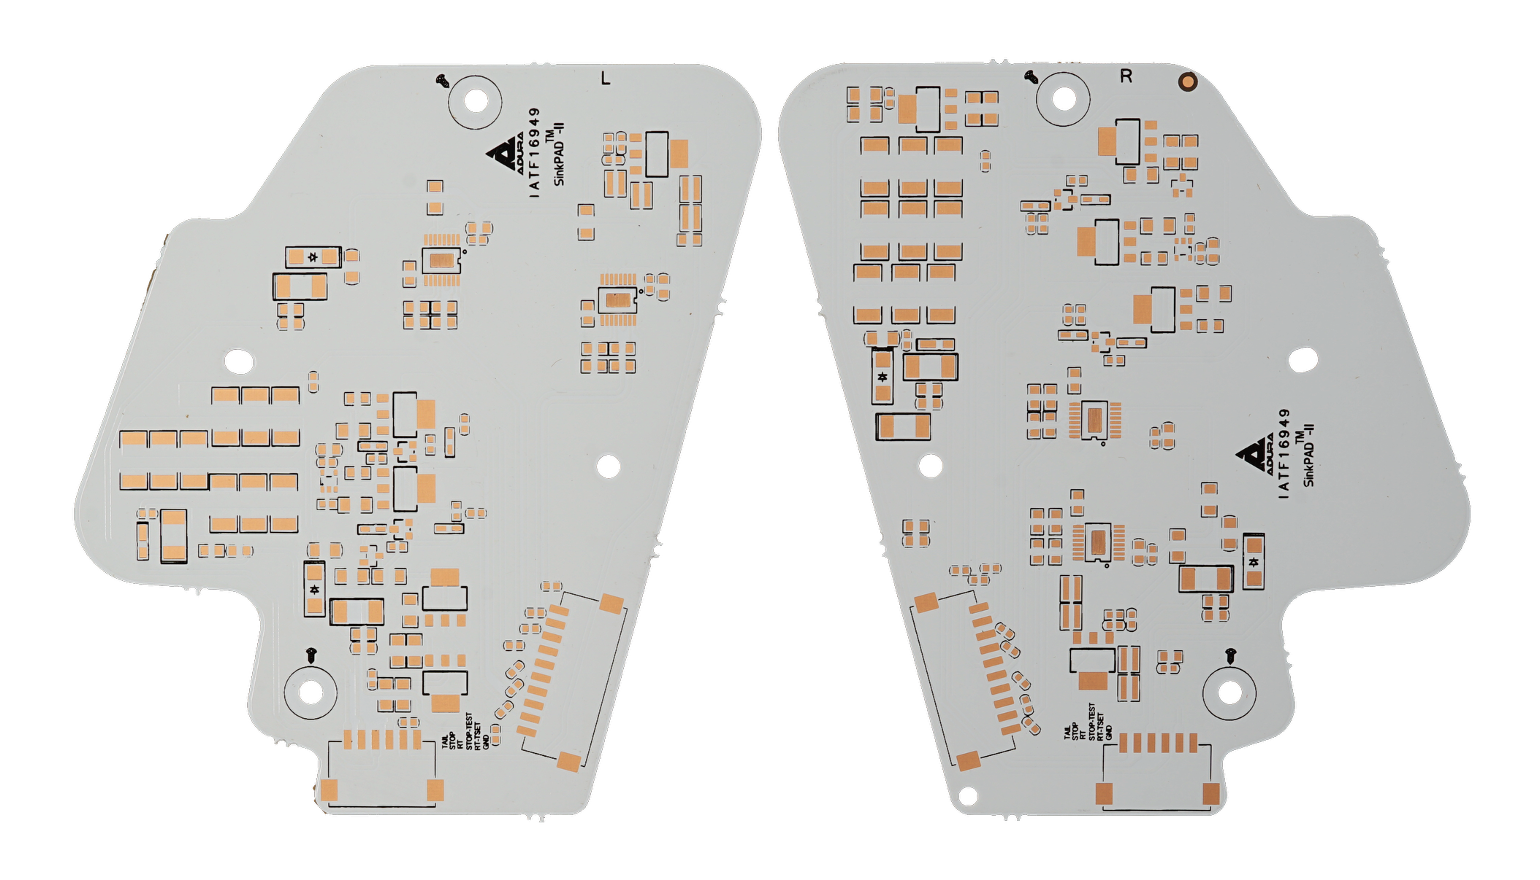 L
ADURA
IATF16949
SinkPAD™-II
TAIL
STOP
RT
STOP-TEST
RT-TSET
GND
R
ADURA
IATF16949
SinkPAD™-II
TAIL
STOP
RT
STOP-TEST
RT-TSET
GND